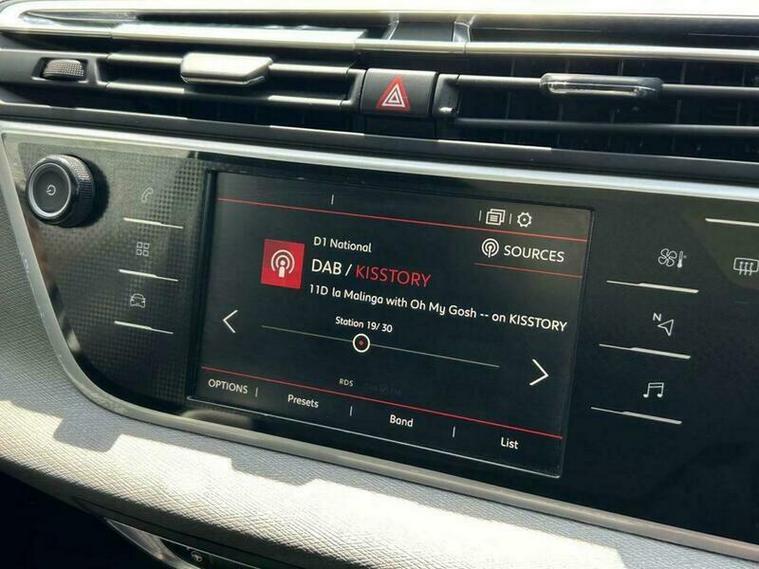 D1 National
SOURCES
DAB / KISSTORY
11D la Malinga with Oh My Gosh -- on KISSTORY
Station 19/30
RDS
OPTIONS
Presets
Band
List
N